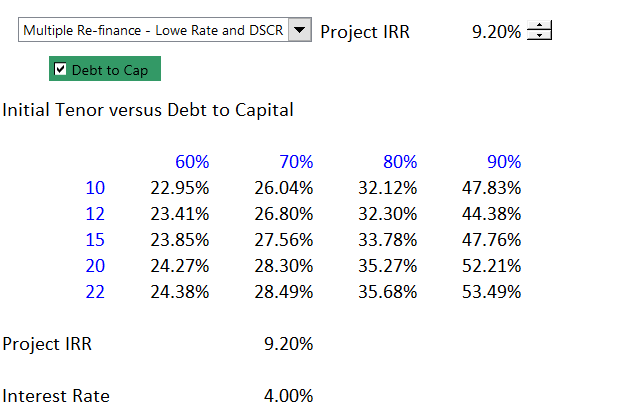 Multiple Re-finance - Lowe Rate and DSCR Project IRR 9.20%
Debt to Cap
Initial Tenor versus Debt to Capital
60% 70% 80% 90%
10 22.95% 26.04% 32.12% 47.83%
12 23.41% 26.80% 32.30% 44.38%
15 23.85% 27.56% 33.78% 47.76%
20 24.27% 28.30% 35.27% 52.21%
22 24.38% 28.49% 35.68% 53.49%
Project IRR 9.20%
Interest Rate 4.00%